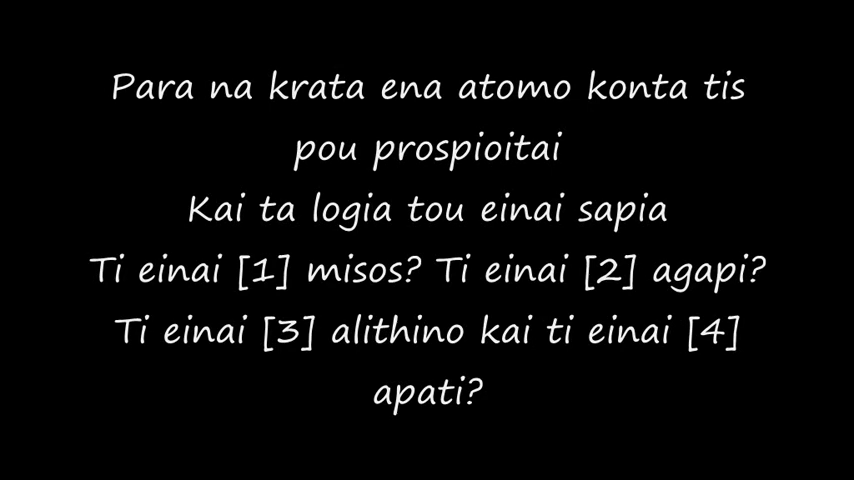 Para na krata ena atomo konta tis
pou prospioitai
Kai ta logia tou einai sapia
Ti einai [1] misos? Ti einai [2] agapi?
Ti einai [3] alithino kai ti einai [4]
apati?